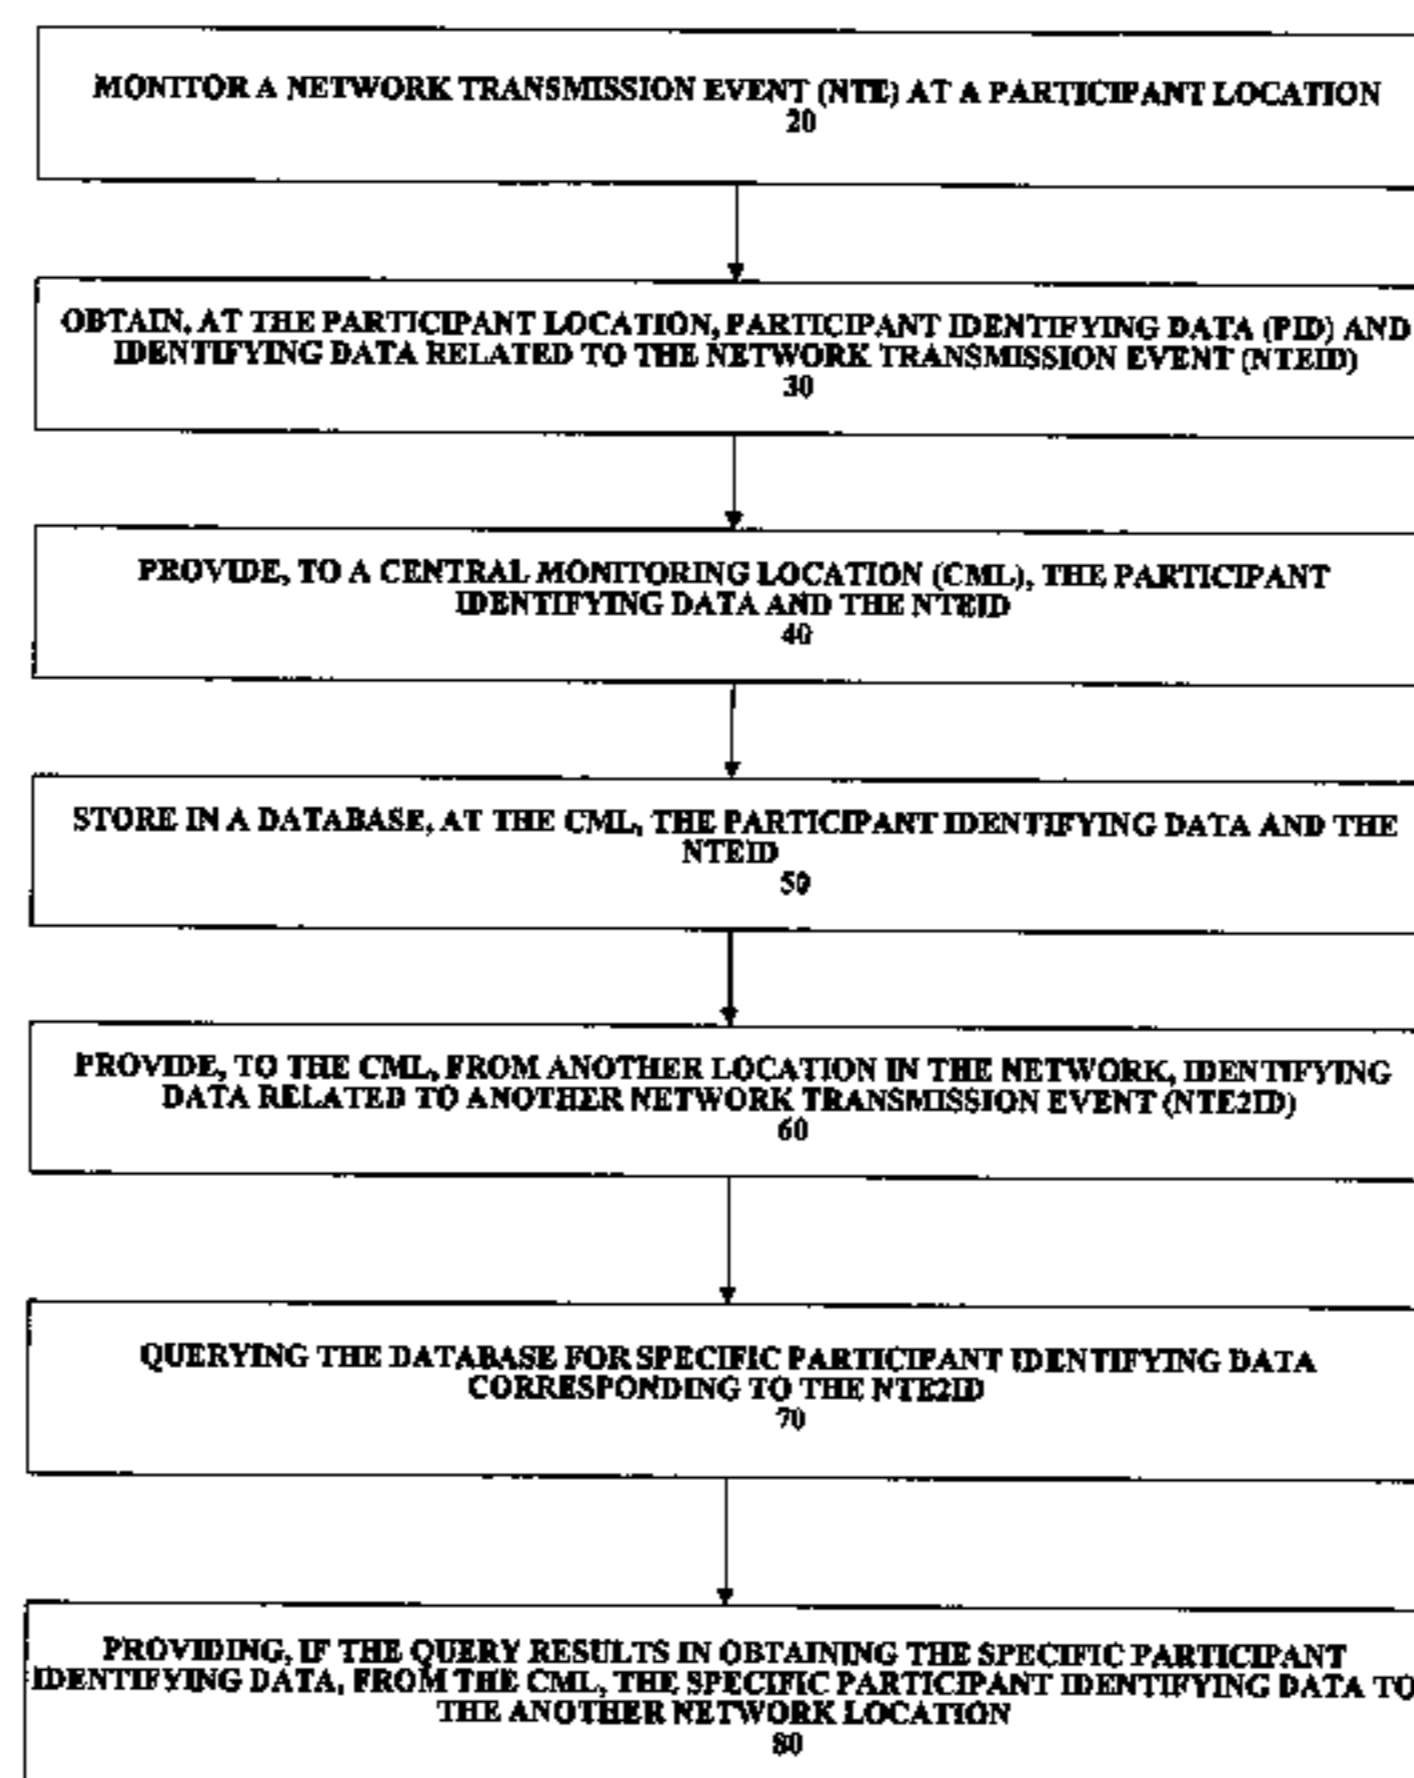 MONITOR A NETWORK TRANSMISSION EVENT (NTE) AT A PARTICIPANT LOCATION
20
OBTAIN, AT THE PARTICIPANT LOCATION, PARTICIPANT IDENTIFYING DATA (PID) AND
IDENTIFYING DATA RELATED TO THE NETWORK TRANSMISSION EVENT (NTEID)
30
PROVIDE, TO A CENTRAL MONITORING LOCATION (CML), THE PARTICIPANT
IDENTIFYING DATA AND THE NTEID
40
STORE IN A DATABASE, AT THE CML, THE PARTICIPANT IDENTIFYING DATA AND THE
NTEID
50
PROVIDE, TO THE CML, FROM ANOTHER LOCATION IN THE NETWORK, IDENTIFYING
DATA RELATED TO ANOTHER NETWORK TRANSMISSION EVENT (NTE2ID)
60
QUERYING THE DATABASE FOR SPECIFIC PARTICIPANT IDENTIFYING DATA
CORRESPONDING TO THE NTE2ID
70
PROVIDING, IF THE QUERY RESULTS IN OBTAINING THE SPECIFIC PARTICIPANT
IDENTIFYING DATA, FROM THE CML, THE SPECIFIC PARTICIPANT IDENTIFYING DATA TO
THE ANOTHER NETWORK LOCATION
80